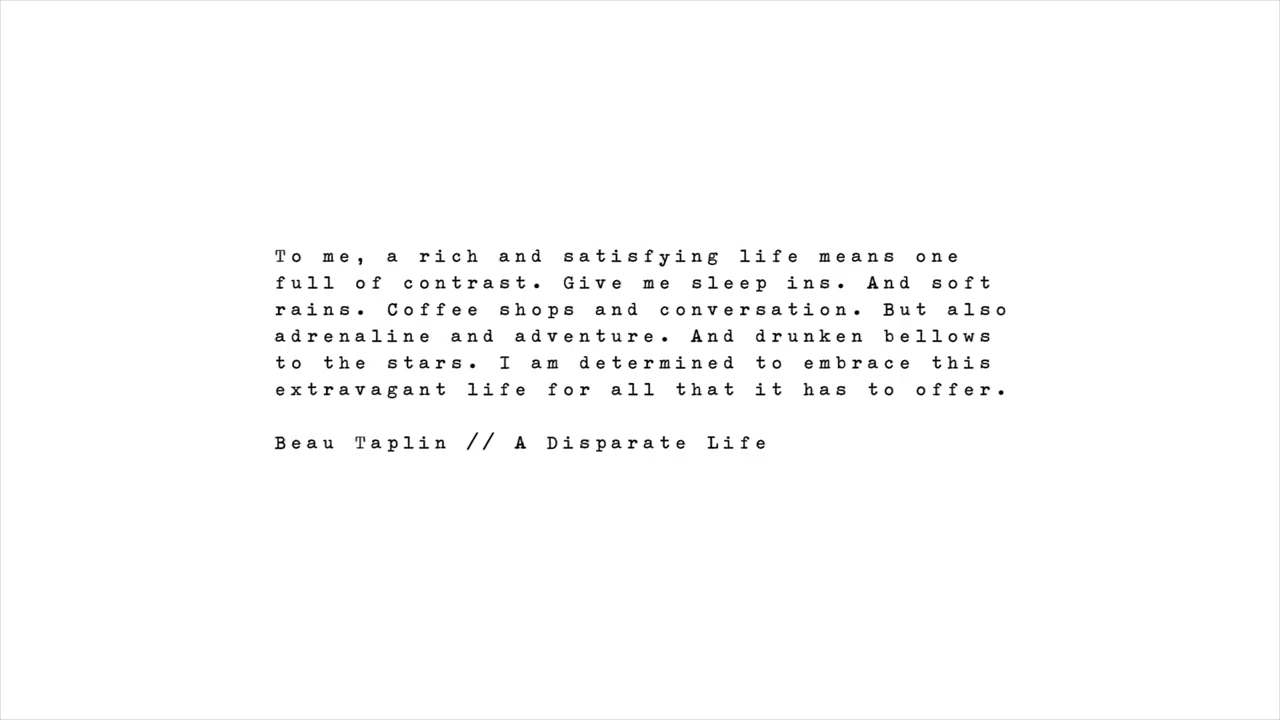 To me, a rich and satisfying life means one
full of contrast. Give me sleep ins. And soft
rains. Coffee shops and conversation. But also
adrenaline and adventure. And drunken bellows
to the stars. I am determined to embrace this
extravagant life for all that it has to offer.
Beau Taplin // A Disparate Life